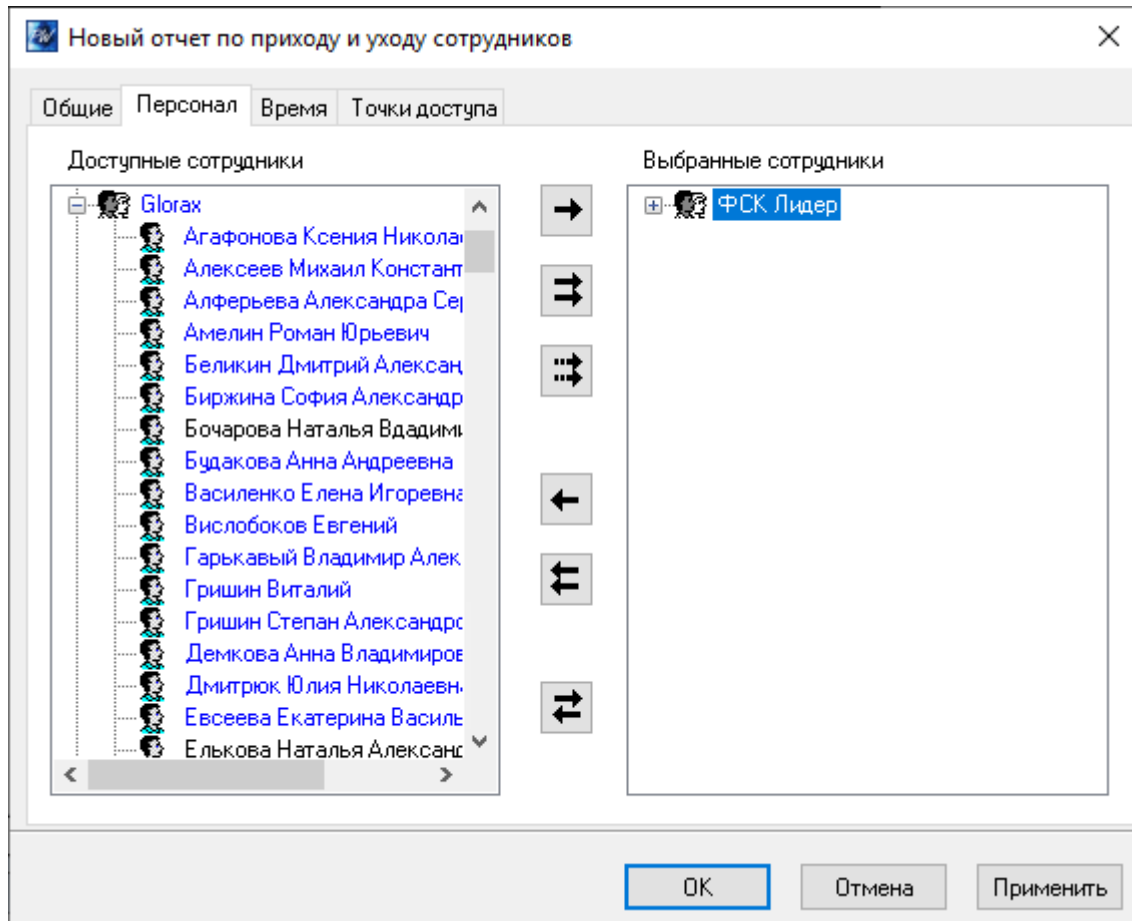 Новый отчет по приходу и уходу сотрудников
Общие Персонал Время Точки доступа
Доступные сотрудники
Выбранные сотрудники
Glorax
Агафонова Ксения Никола
Алексеев Михаил Констант
Алферьева Александра Сер
Амелин Роман Юрьевич
Беликин Дмитрий Алексан
Биржина София Александр
Бочарова Наталья Вдадими
Будакова Анна Андреевна
Василенко Елена Игоревна
Вислобоков Евгений
Гарькавый Владимир Алек
Гришин Виталий
Гришин Степан Александро
Демкова Анна Владимиров
Дмитрюк Юлия Николаевн
Евсеева Екатерина Василь
Елькова Наталья Александ
ФСК Лидер
ОК Отмена Применить